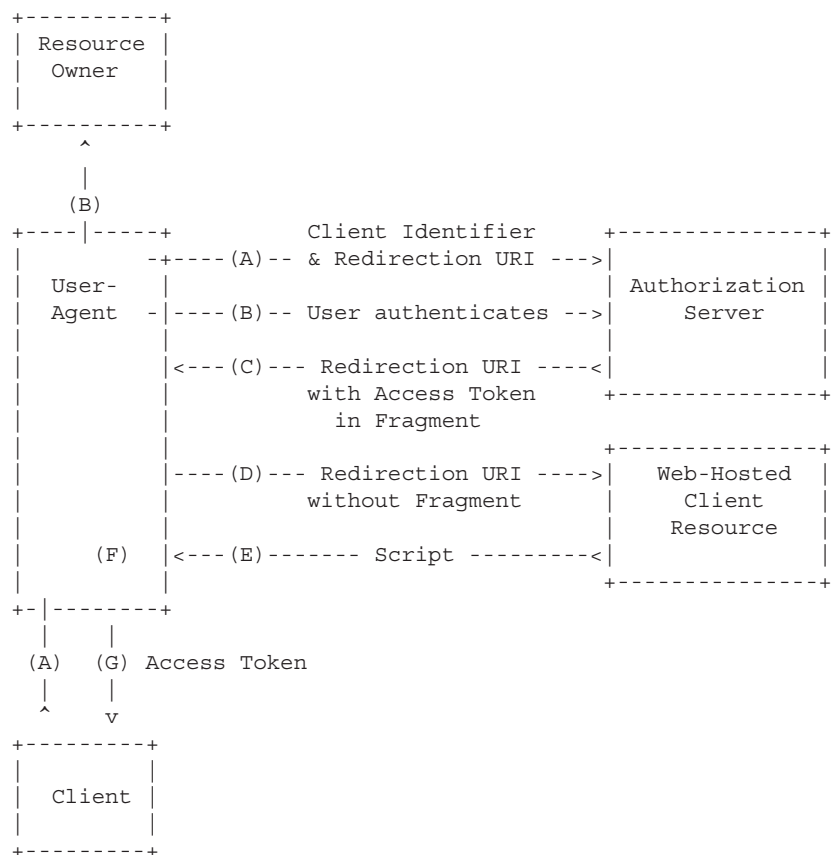 +----------+
| Resource |
|  Owner   |
|          |
+----------+
     ^
     |
    (B)
+----|-----+          Client Identifier     +---------------+
|         -+----(A)-- & Redirection URI --->|               |
|  User-   |                                | Authorization |
|  Agent  -|----(B)-- User authenticates -->|     Server    |
|          |                                |               |
|          |<---(C)--- Redirection URI ----<|               |
|          |          with Access Token     +---------------+
|          |            in Fragment
|          |                                +---------------+
|          |----(D)--- Redirection URI ---->|   Web-Hosted  |
|          |          without Fragment      |     Client    |
|          |                                |    Resource   |
|     (F)  |<---(E)------- Script ---------<|               |
|          |                                +---------------+
+-|--------+
  |    |
 (A)  (G) Access Token
  |    |
  ^    v
+---------+
|         |
|  Client |
|         |
+---------+